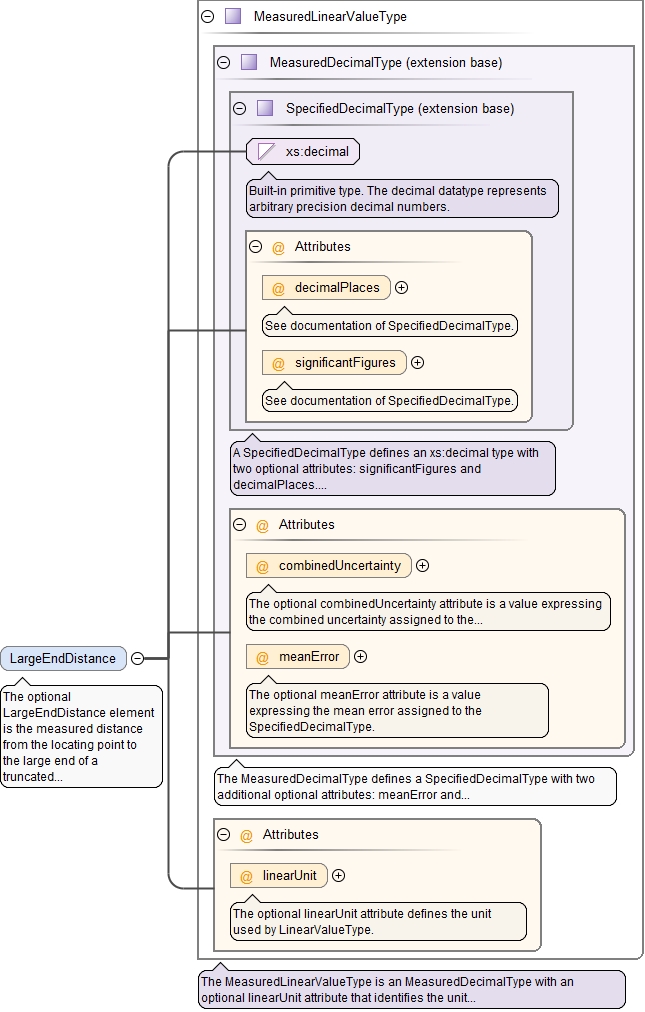 MeasuredLinearValueType
MeasuredDecimalType (extension base)
SpecifiedDecimalType (extension base)
xs:decimal
Built-in primitive type. The decimal datatype represents
arbitrary precision decimal numbers.
@ Attributes
@ decimalPlaces
See documentation of SpecifiedDecimalType.
@ significantFigures
See documentation of SpecifiedDecimalType.
A SpecifiedDecimalType defines an xs:decimal type with
two optional attributes: significantFigures and
decimalPlaces....
@ Attributes
@ combinedUncertainty
The optional combinedUncertainty attribute is a value expressing
the combined uncertainty assigned to the...
@ meanError
The optional meanError attribute is a value
expressing the mean error assigned to the
SpecifiedDecimalType.
LargeEndDistance
The optional
LargeEndDistance element
is the measured distance
from the locating point to
the large end of a
truncated...
The MeasuredDecimalType defines a SpecifiedDecimalType with two
additional optional attributes: meanError and...
@ Attributes
@ linearUnit
The optional linearUnit attribute defines the unit
used by LinearValueType.
The MeasuredLinearValueType is an MeasuredDecimalType with an
optional linearUnit attribute that identifies the unit...